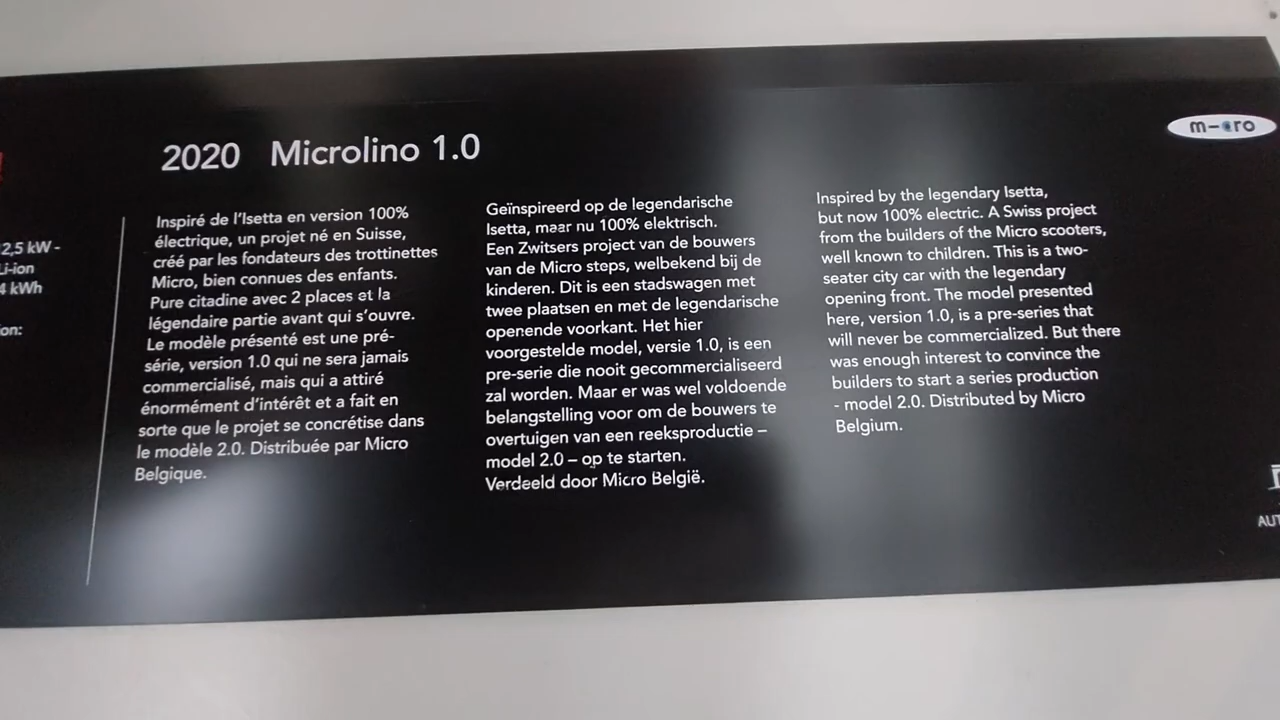 2020 Microlino 1.0
m-cro
2,5 kW -
Li-ion
4 kWh
on:
Inspiré de l'Isetta en version 100%
électrique, un projet né en Suisse,
créé par les fondateurs des trottinettes
Micro, bien connues des enfants.
Pure citadine avec 2 places et la
légendaire partie avant qui s'ouvre.
Le modèle présenté est une pré-
série, version 1.0 qui ne sera jamais
commercialisé, mais qui a attiré
énormément d'intérêt et a fait en
sorte que le projet se concrétise dans
le modèle 2.0. Distribuée par Micro
Belgique.
Geïnspireerd op de legendarische
Isetta, maar nu 100% elektrisch.
Een Zwitsers project van de bouwers
van de Micro steps, welbekend bij de
kinderen. Dit is een stadswagen met
twee plaatsen en met de legendarische
openende voorkant. Het hier
voorgestelde model, versie 1.0, is een
pre-serie die nooit gecommercialiseerd
zal worden. Maar er was wel voldoende
belangstelling voor om de bouwers te
overtuigen van een reeksproductie –
model 2.0 – op te starten.
Verdeeld door Micro België.
Inspired by the legendary Isetta,
but now 100% electric. A Swiss project
from the builders of the Micro scooters,
well known to children. This is a two-
seater city car with the legendary
opening front. The model presented
here, version 1.0, is a pre-series that
will never be commercialized. But there
was enough interest to convince the
builders to start a series production
- model 2.0. Distributed by Micro
Belgium.
AUT